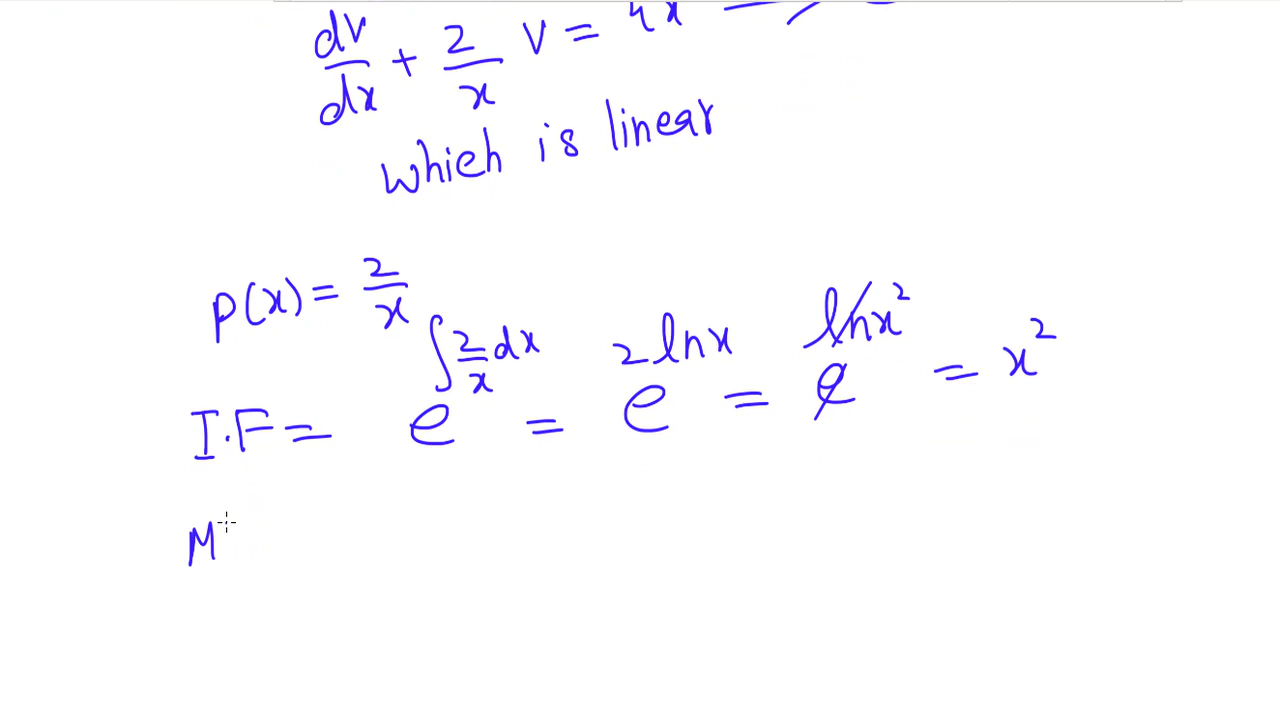 dv/dx + 2/x v = 4x
which is linear
p(x) = 2/x
I.F = e^∫2/x dx = e^2lnx = e^lnx² = x²
M